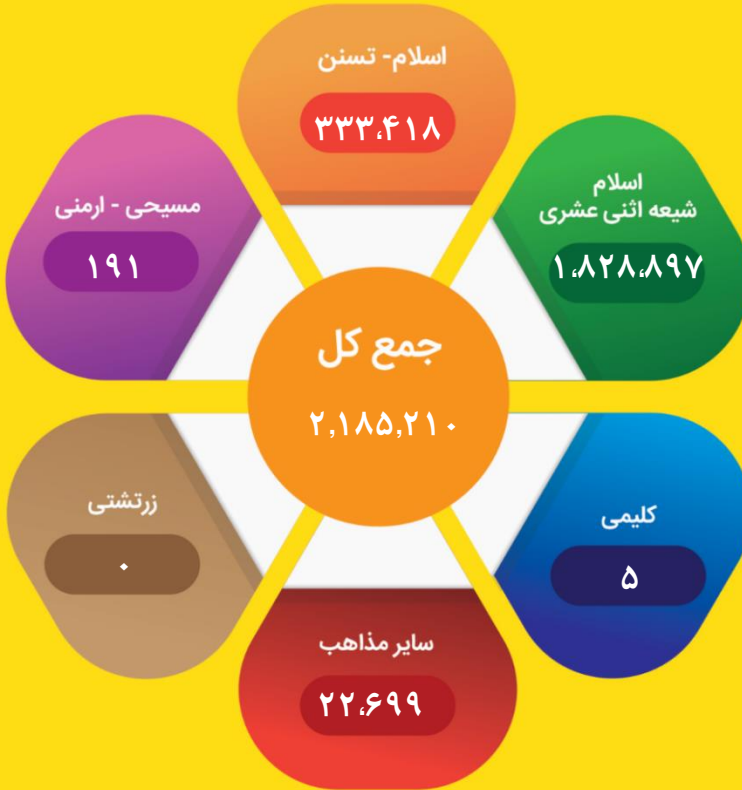 اسلام- تسنن
۳۳۳،۴۱۸
اسلام
شیعه اثنی عشری
۱،۸۲۸،۸۹۷
مسیحی - ارمنی
۱۹۱
جمع کل
۲,۱۸۵,۲۱۰
زرتشتی
۰
کلیمی
۵
سایر مذاهب
۲۲،۶۹۹